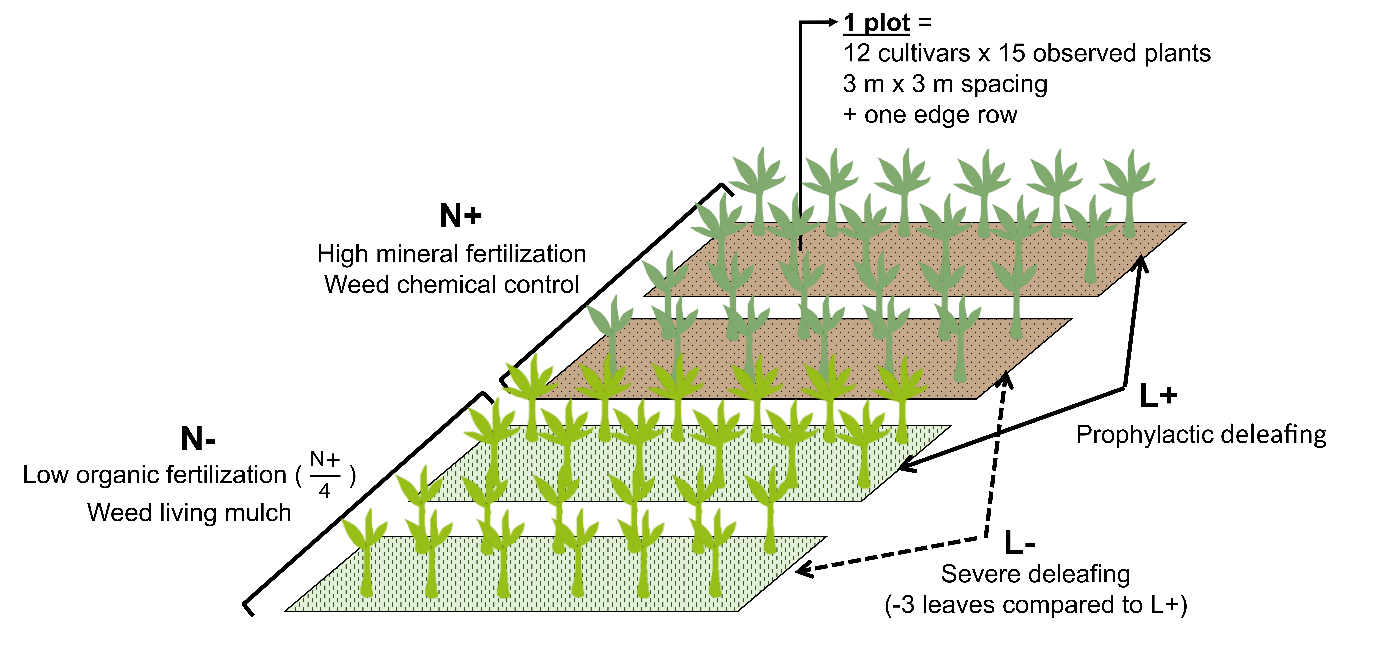 1 plot =
12 cultivars x 15 observed plants
3 m x 3 m spacing
+ one edge row
N+
High mineral fertilization
Weed chemical control
L+
Prophylactic deleafing
N-
Low organic fertilization ( N+/4 )
Weed living mulch
L-
Severe deleafing
(-3 leaves compared to L+)